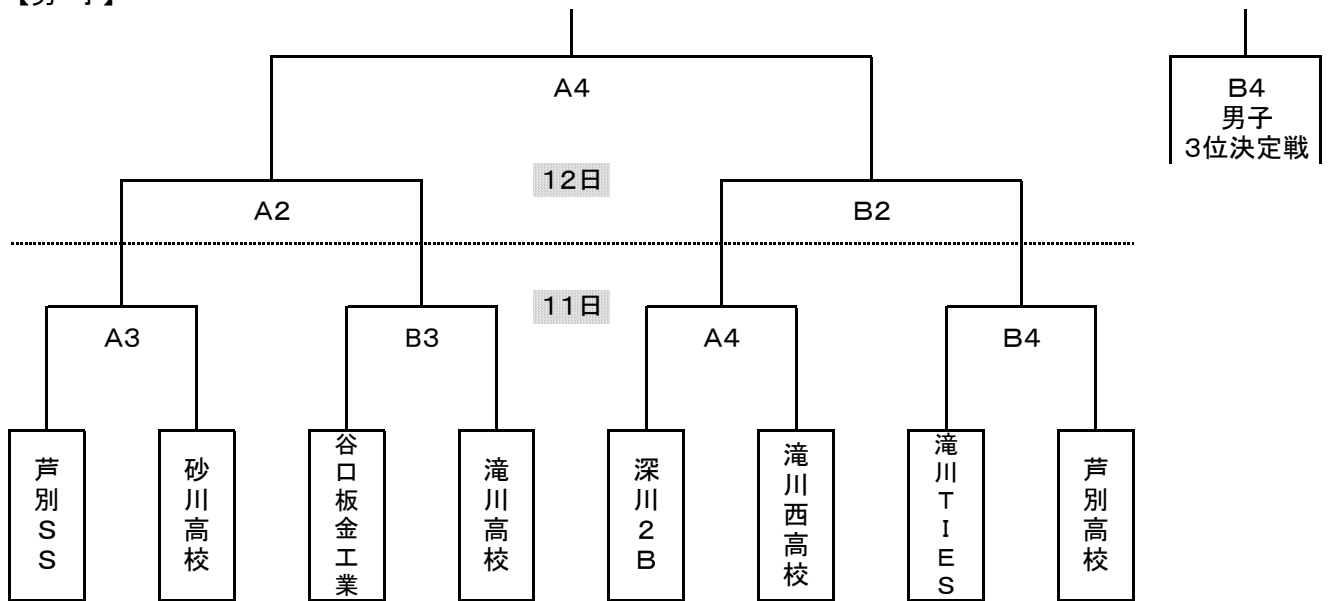 A4
B4
男子
3位決定戦
12日
A2
B2
11日
A3
B3
A4
B4
芦別SS
砂川高校
谷口板金工業
滝川高校
深川2B
滝川西高校
滝川TIES
芦別高校